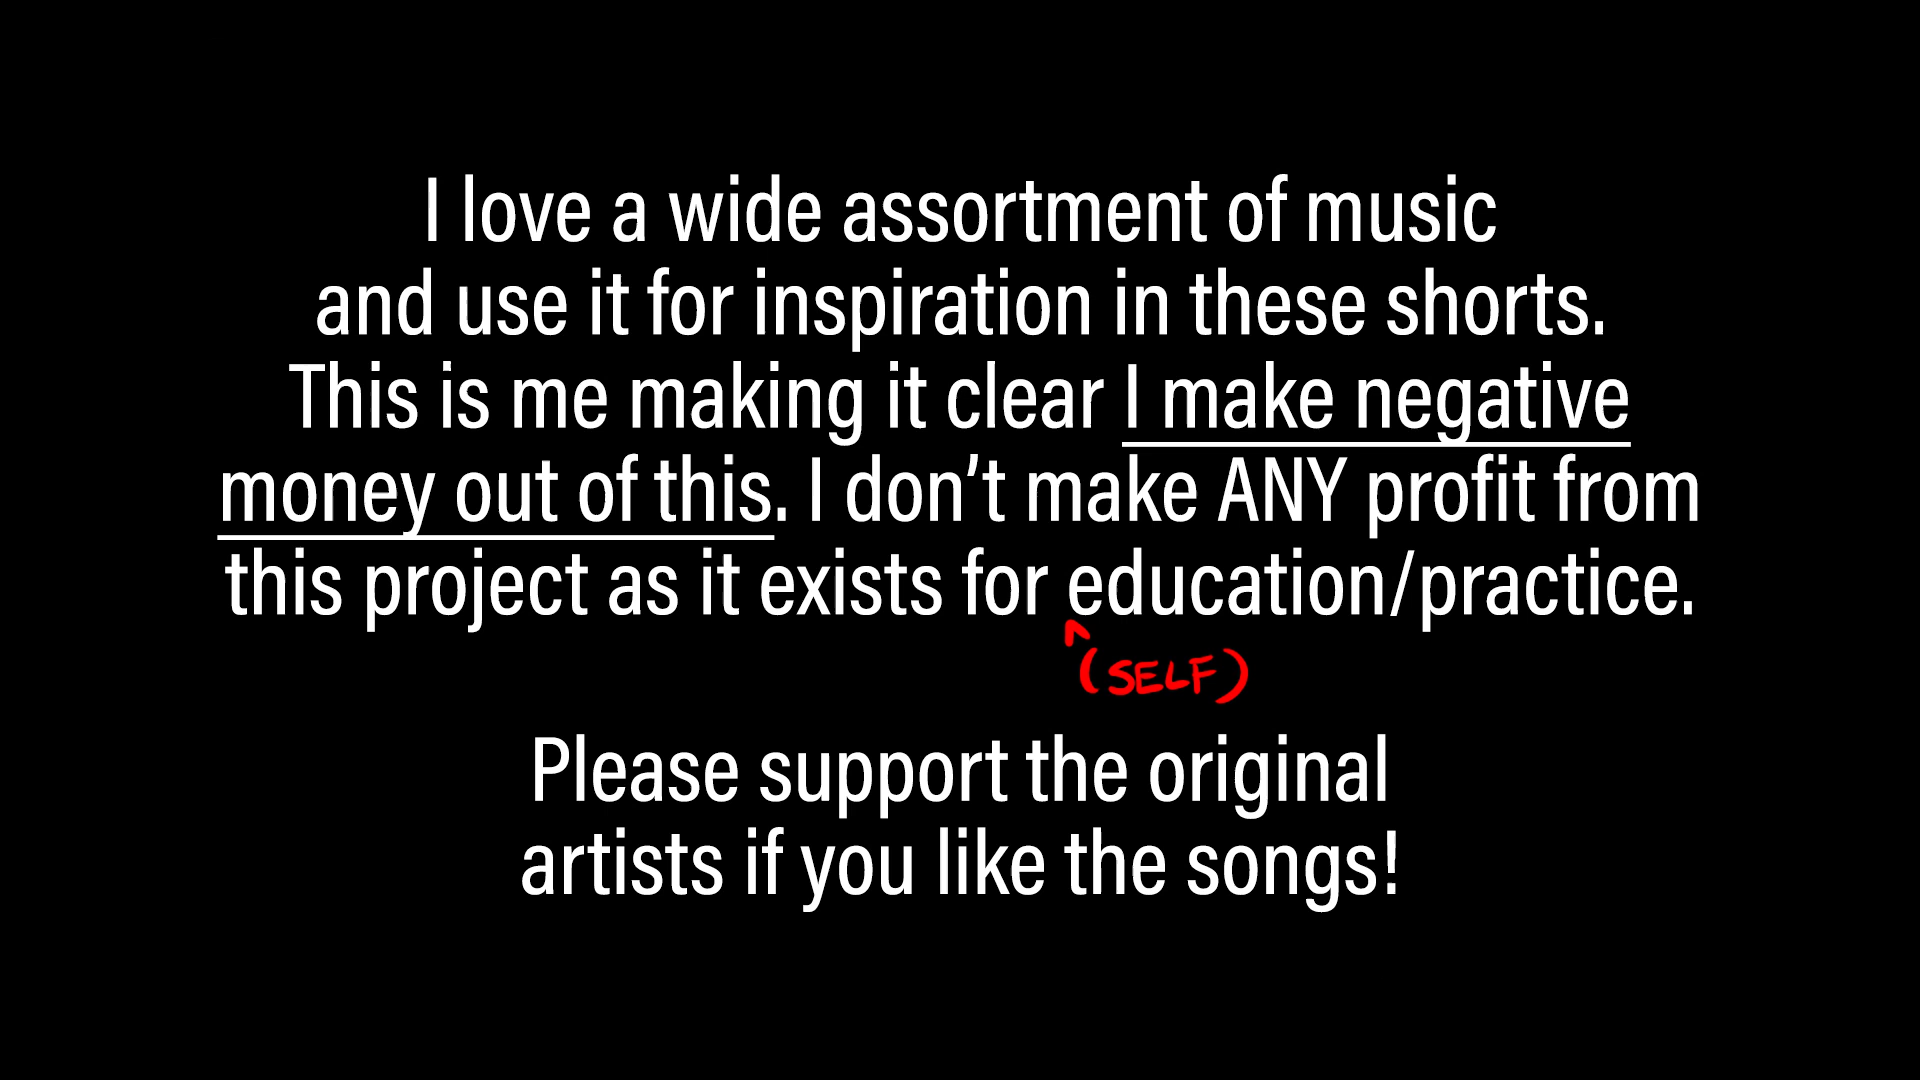 I love a wide assortment of music
and use it for inspiration in these shorts.
This is me making it clear I make negative
money out of this. I don’t make ANY profit from
this project as it exists for education/practice.
^(SELF)
Please support the original
artists if you like the songs!